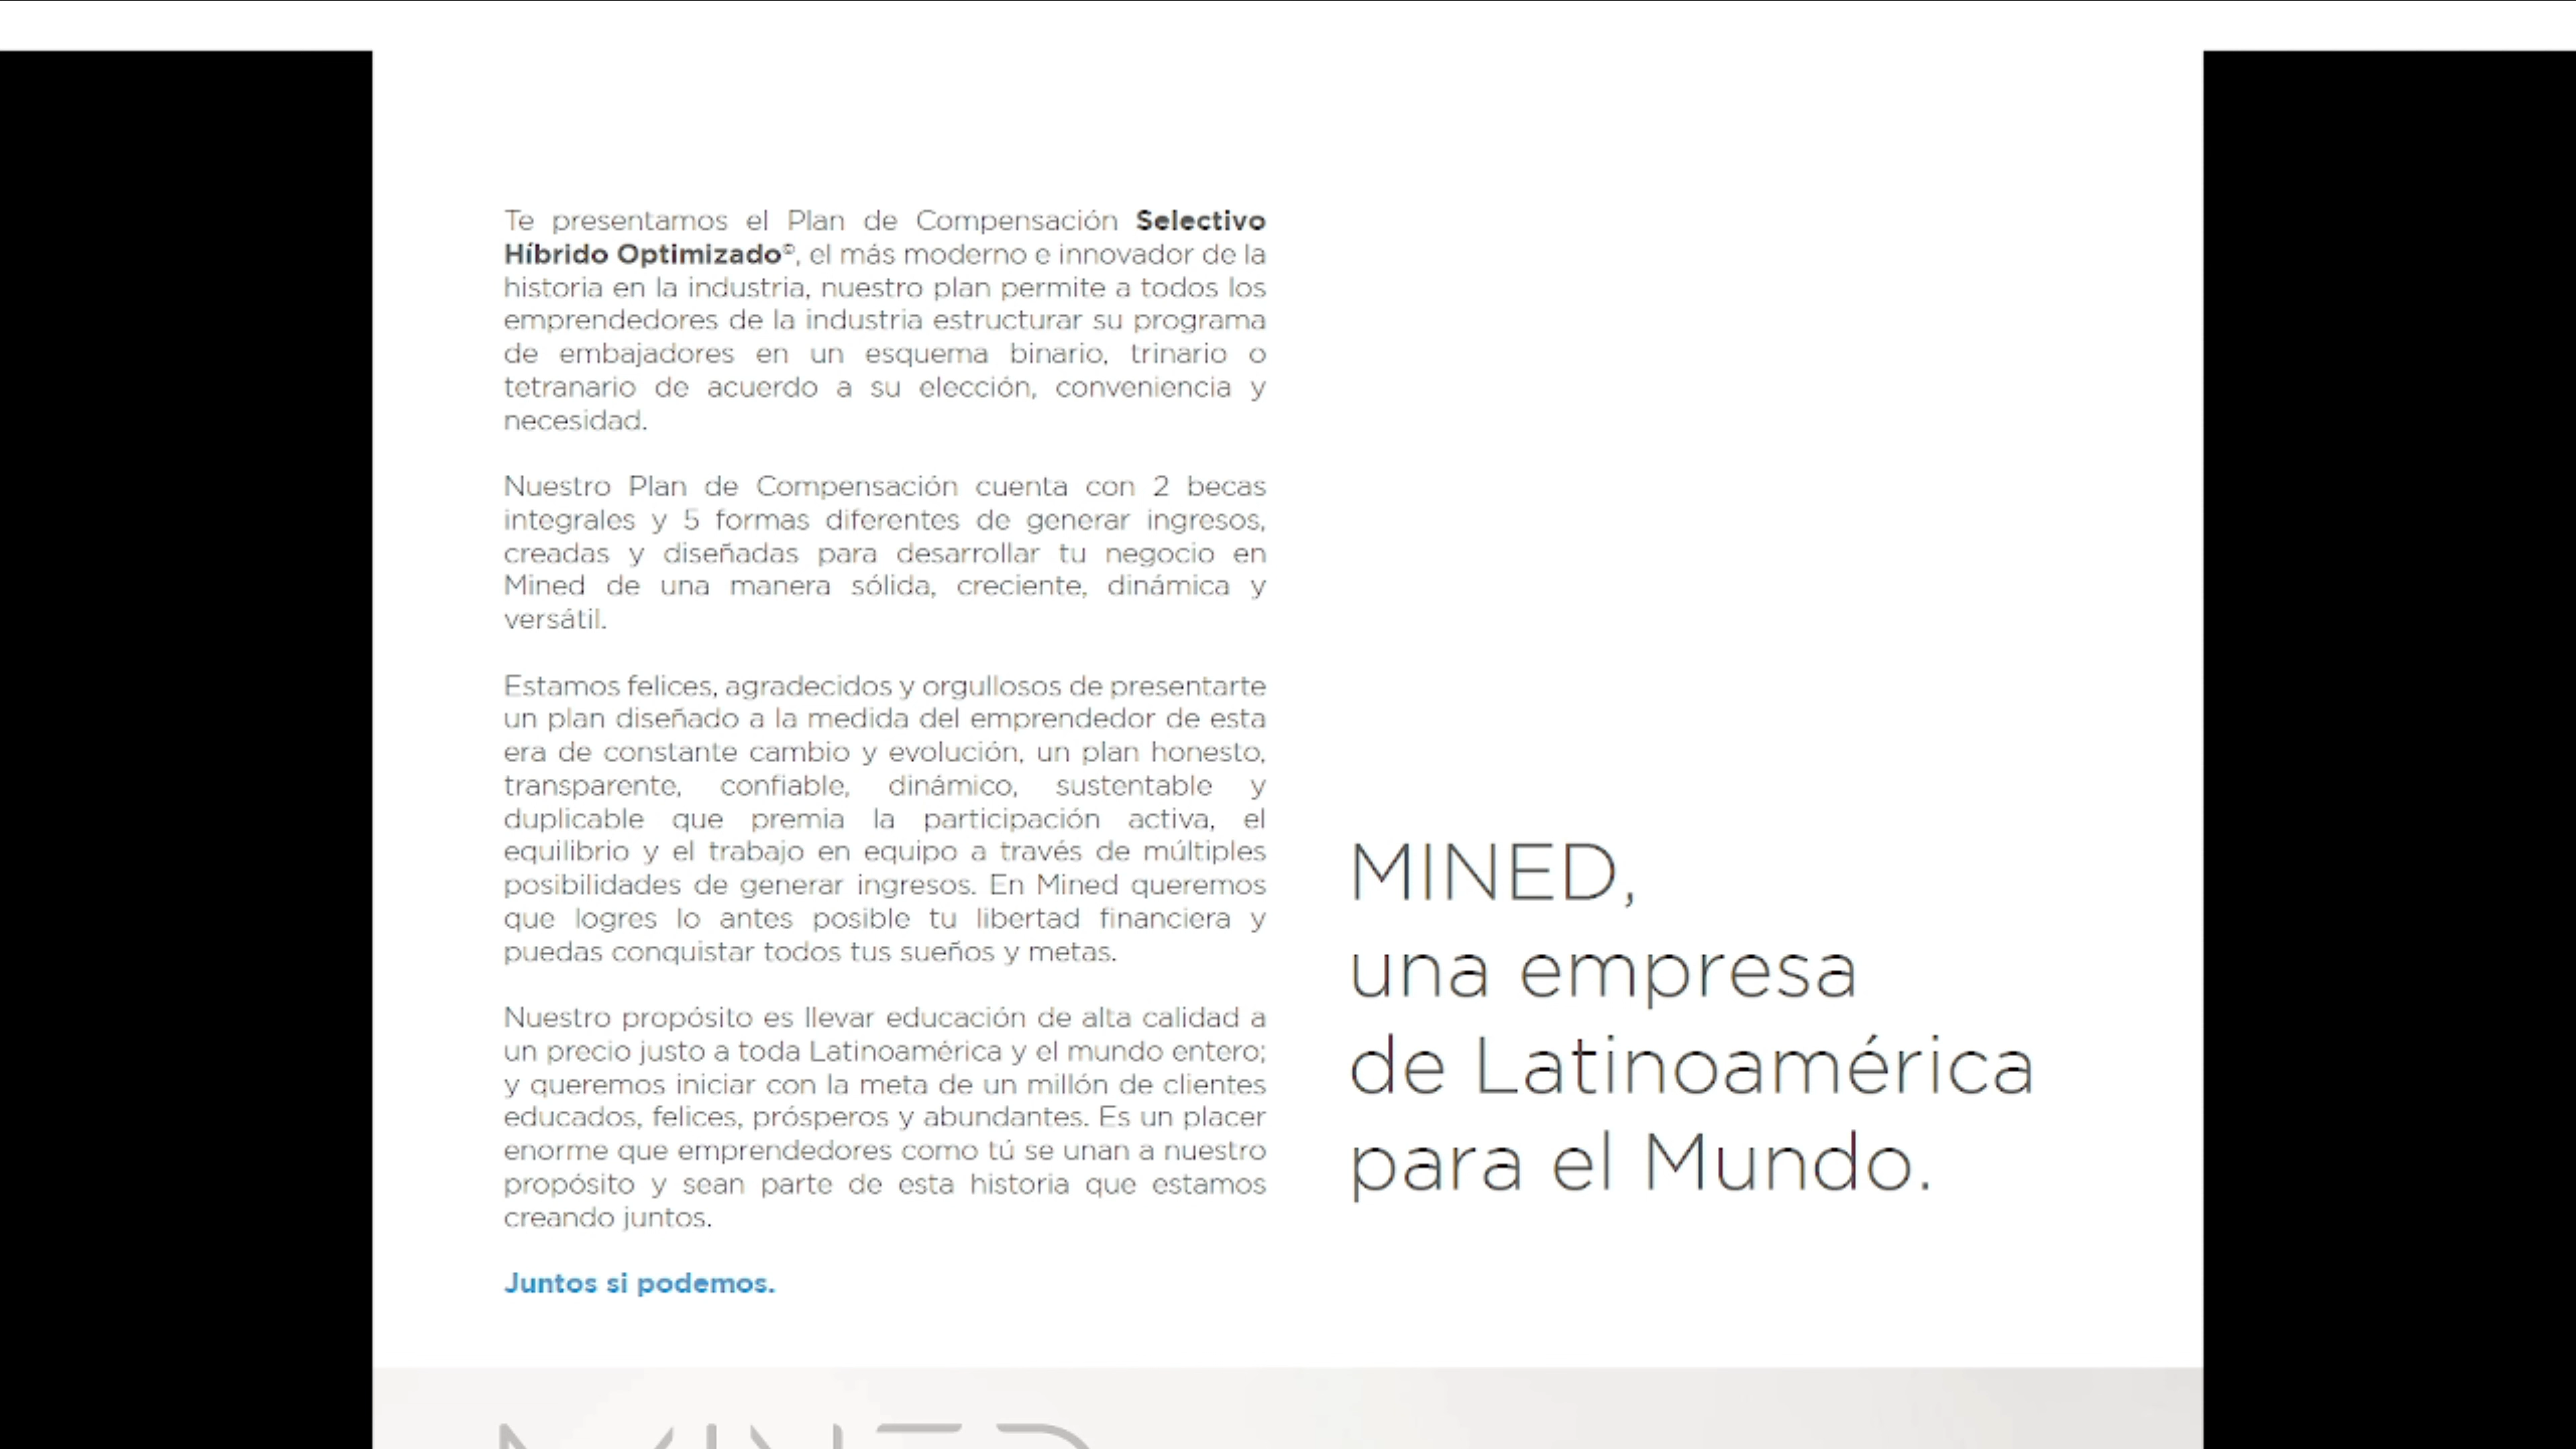 Te presentamos el Plan de Compensación Selectivo
Híbrido Optimizado©, el más moderno e innovador de la
historia en la industria, nuestro plan permite a todos los
emprendedores de la industria estructurar su programa
de embajadores en un esquema binario, trinario o
tetranario de acuerdo a su elección, conveniencia y
necesidad.
Nuestro Plan de Compensación cuenta con 2 becas
integrales y 5 formas diferentes de generar ingresos,
creadas y diseñadas para desarrollar tu negocio en
Mined de una manera sólida, creciente, dinámica y
versátil.
Estamos felices, agradecidos y orgullosos de presentarte
un plan diseñado a la medida del emprendedor de esta
era de constante cambio y evolución, un plan honesto,
transparente, confiable, dinámico, sustentable y
duplicable que premia la participación activa, el
equilibrio y el trabajo en equipo a través de múltiples
posibilidades de generar ingresos. En Mined queremos
que logres lo antes posible tu libertad financiera y
puedas conquistar todos tus sueños y metas.
Nuestro propósito es llevar educación de alta calidad a
un precio justo a toda Latinoamérica y el mundo entero;
y queremos iniciar con la meta de un millón de clientes
educados, felices, prósperos y abundantes. Es un placer
enorme que emprendedores como tú se unan a nuestro
propósito y sean parte de esta historia que estamos
creando juntos.
Juntos si podemos.
MINED,
una empresa
de Latinoamérica
para el Mundo.
MINED